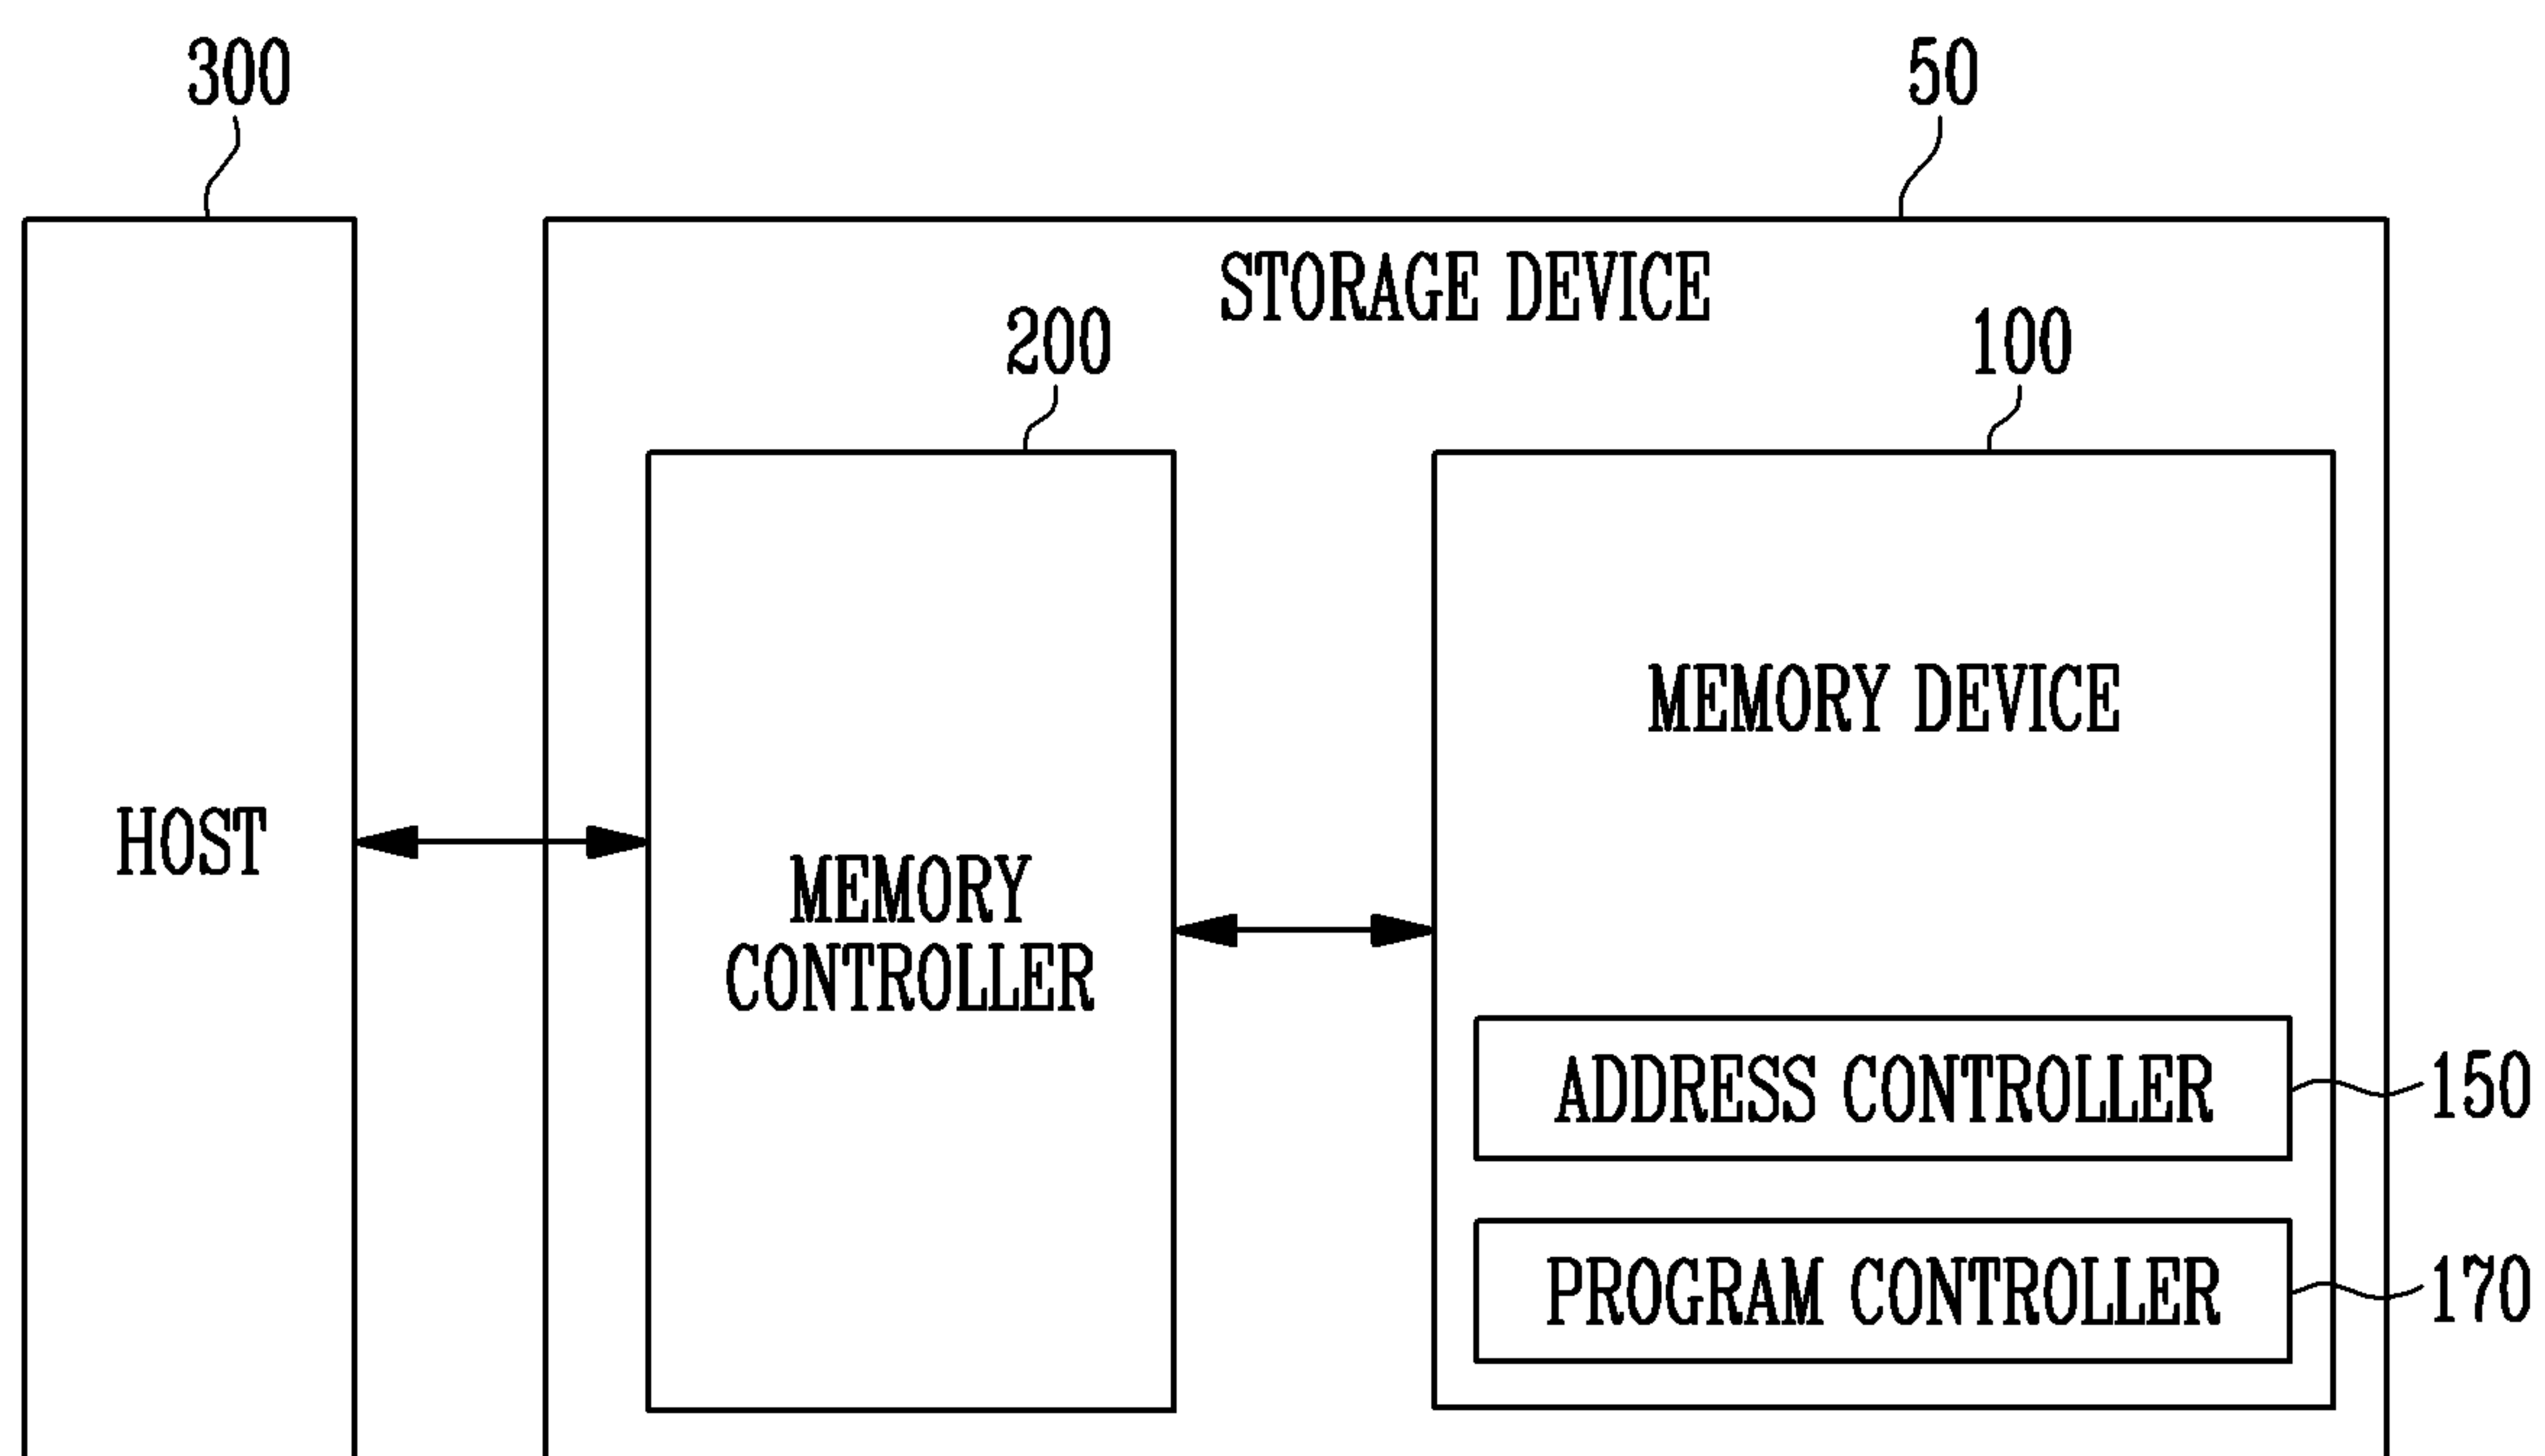 300
50
STORAGE DEVICE
200
100
MEMORY DEVICE
HOST
MEMORY
CONTROLLER
ADDRESS CONTROLLER
150
PROGRAM CONTROLLER
170